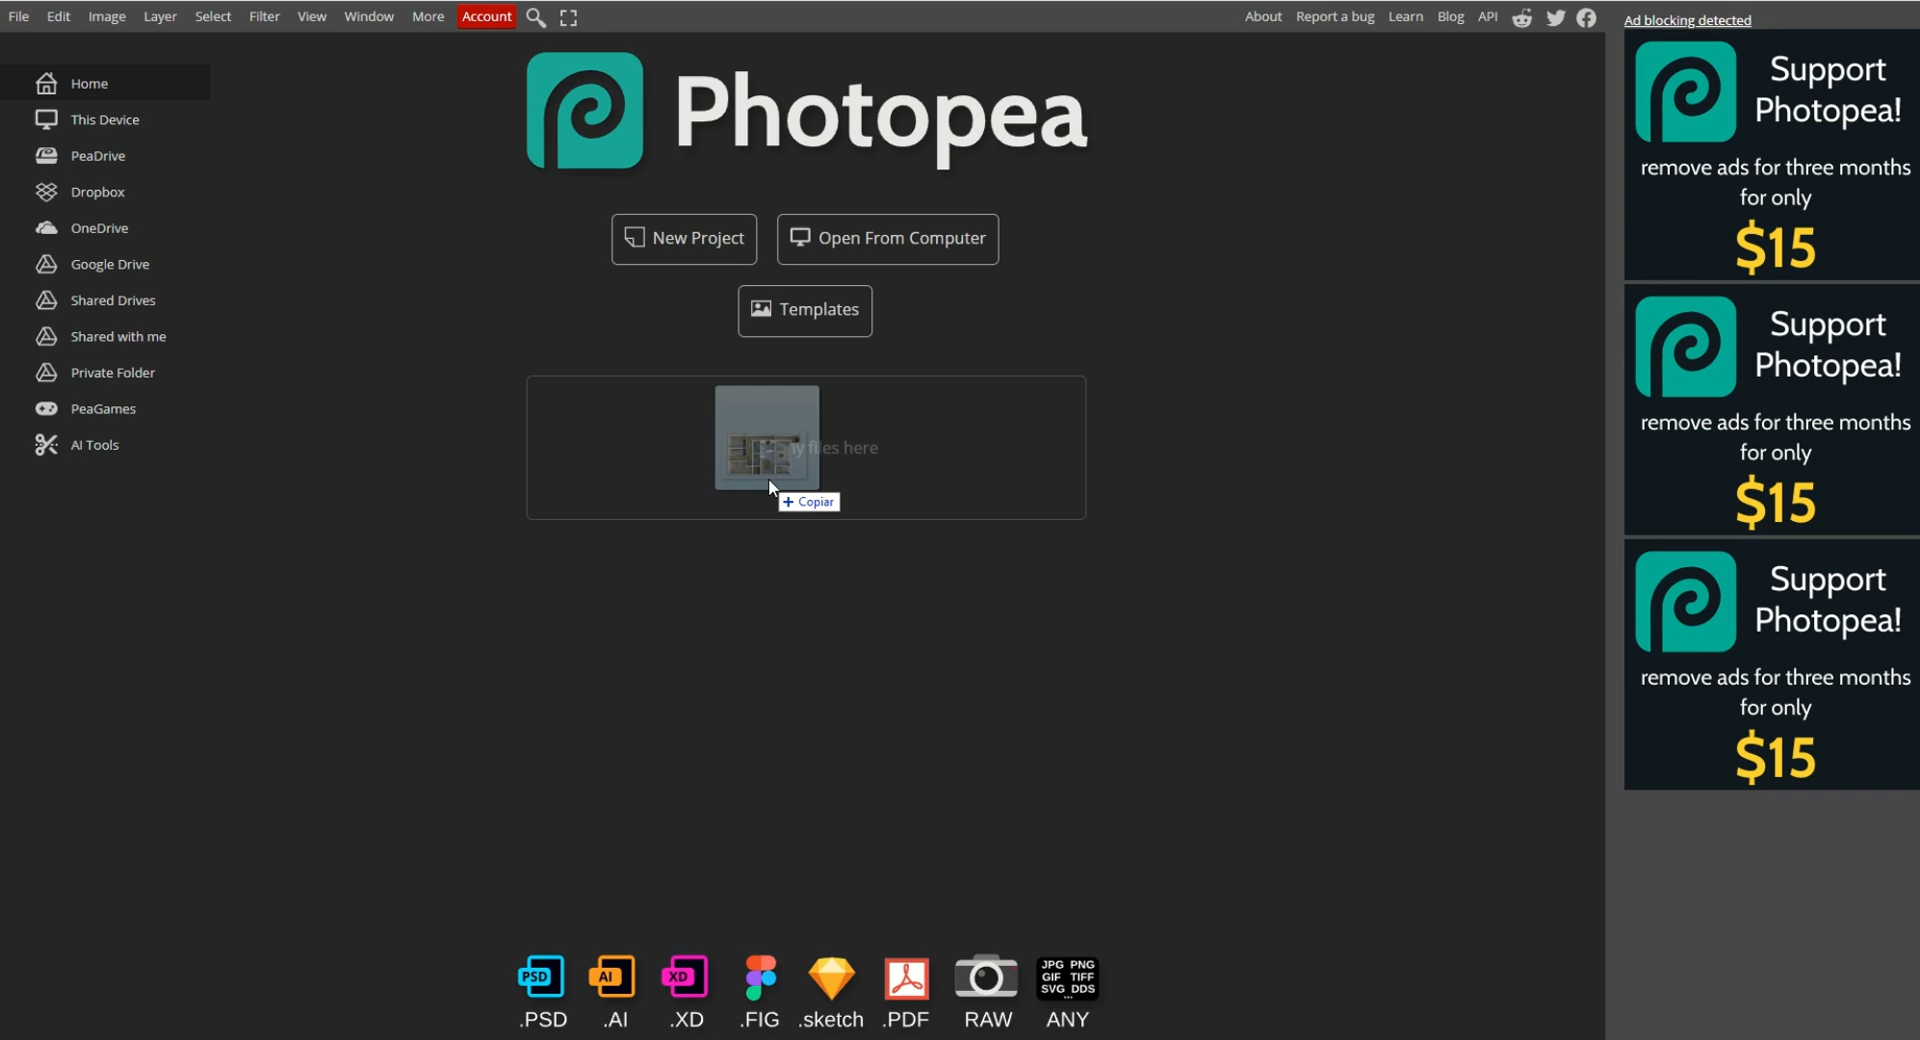 File Edit Image Layer Select Filter View Window More Account
About Report a bug Learn Blog API
Ad blocking detected
Home
This Device
PeaDrive
Dropbox
OneDrive
Google Drive
Shared Drives
Shared with me
Private Folder
PeaGames
AI Tools
Photopea
New Project
Open From Computer
Templates
files here
+ Copiar
PSD
AI
XD
JPG PNG
GIF TIFF
SVG DDS
...
.PSD .AI .XD .FIG .sketch .PDF RAW ANY
Support
Photopea!
remove ads for three months
for only
$15
Support
Photopea!
remove ads for three months
for only
$15
Support
Photopea!
remove ads for three months
for only
$15